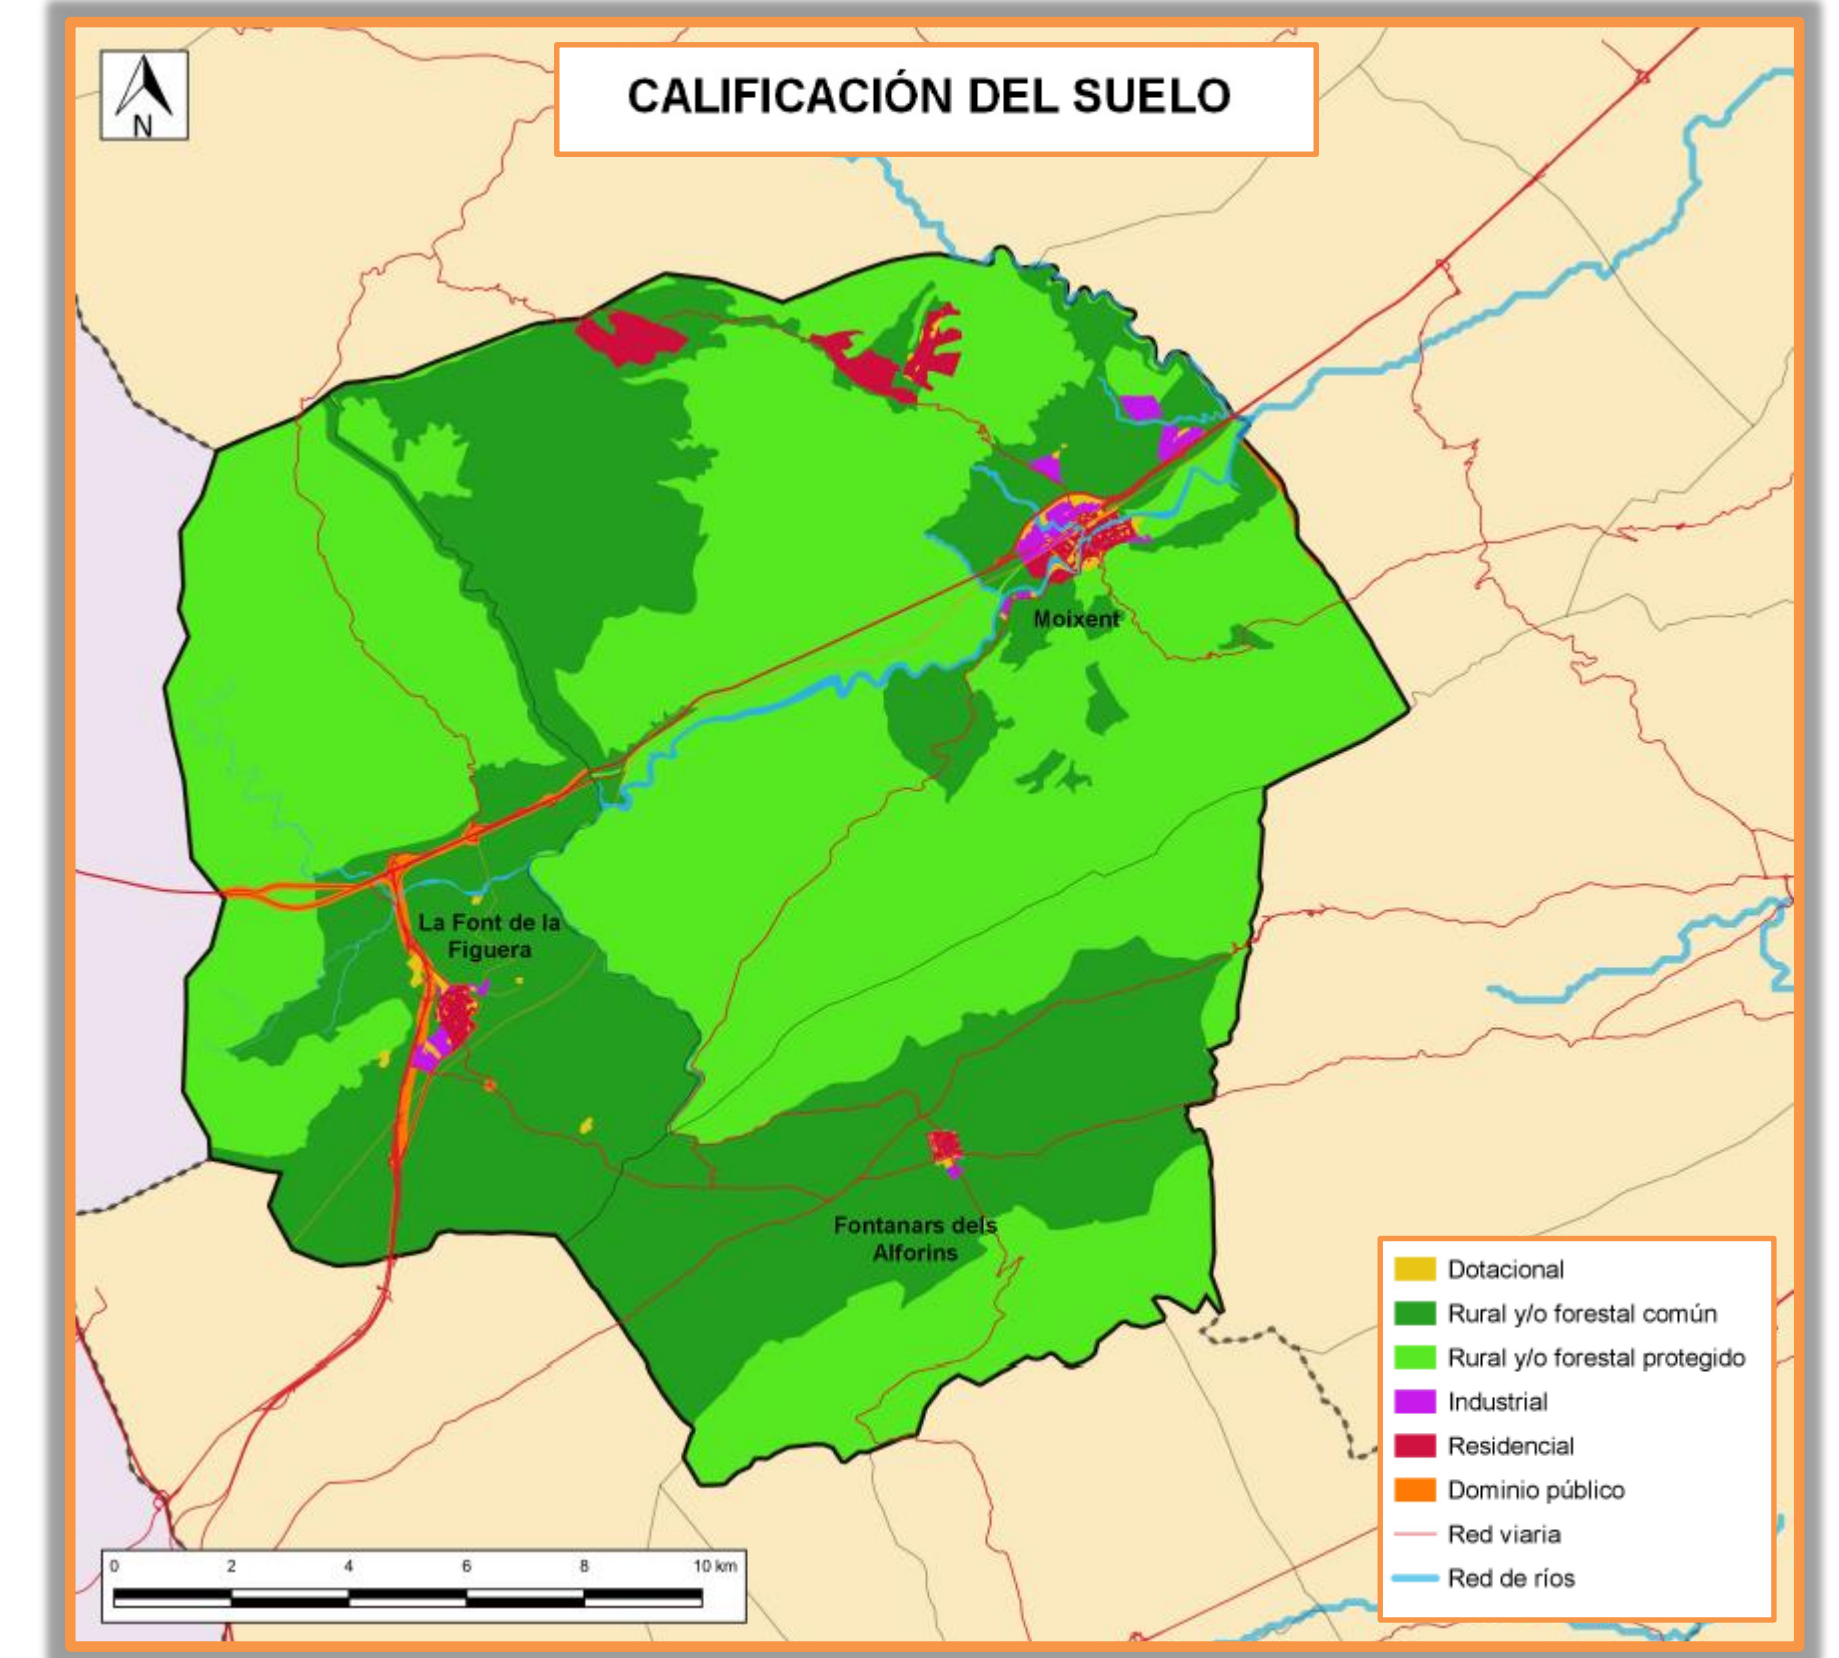 CALIFICACIÓN DEL SUELO
N
Moixent
La Font de la
Figuera
Fontanars dels
Alforins
Dotacional
Rural y/o forestal común
Rural y/o forestal protegido
Industrial
Residencial
Dominio público
Red viaria
Red de ríos
0 2 4 6 8 10 km